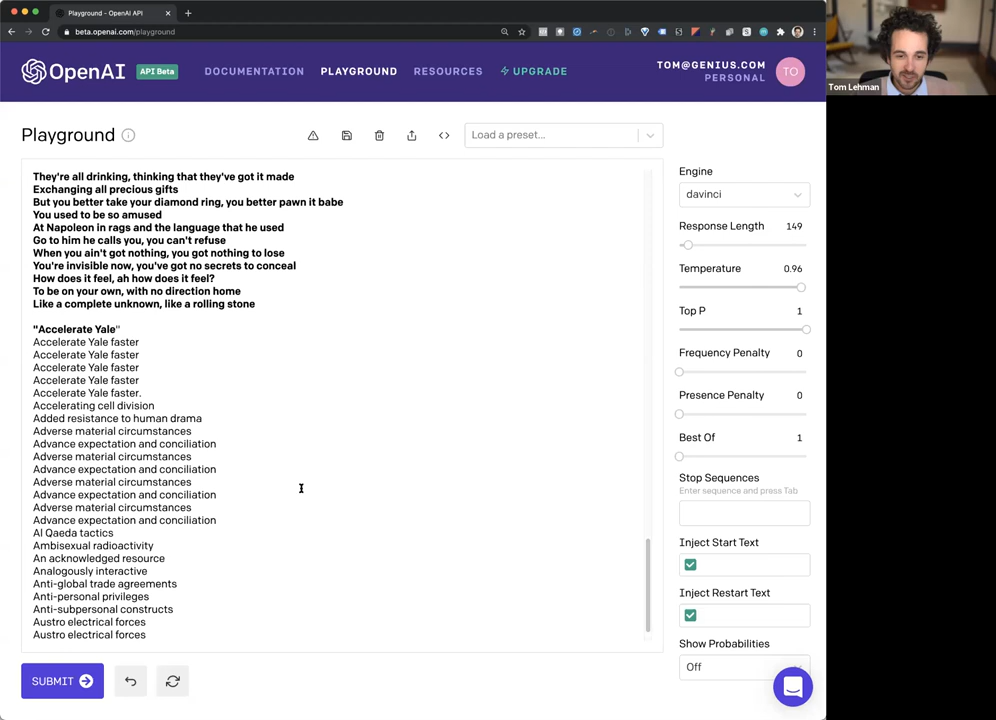 Playground - OpenAI API
beta.openai.com/playground
OpenAI
API Beta
DOCUMENTATION
PLAYGROUND
RESOURCES
UPGRADE
TOM@GENIUS.COM
PERSONAL
TO
Tom Lehman
Playground
Load a preset...
They're all drinking, thinking that they've got it made
Exchanging all precious gifts
But you better take your diamond ring, you better pawn it babe
You used to be so amused
At Napoleon in rags and the language that he used
Go to him he calls you, you can't refuse
When you ain't got nothing, you got nothing to lose
You're invisible now, you've got no secrets to conceal
How does it feel, ah how does it feel?
To be on your own, with no direction home
Like a complete unknown, like a rolling stone
"Accelerate Yale"
Accelerate Yale faster
Accelerate Yale faster
Accelerate Yale faster
Accelerate Yale faster
Accelerate Yale faster.
Accelerating cell division
Added resistance to human drama
Adverse material circumstances
Advance expectation and conciliation
Adverse material circumstances
Advance expectation and conciliation
Adverse material circumstances
Advance expectation and conciliation
Adverse material circumstances
Advance expectation and conciliation
Al Qaeda tactics
Ambisexual radioactivity
An acknowledged resource
Analogously interactive
Anti-global trade agreements
Anti-personal privileges
Anti-subpersonal constructs
Austro electrical forces
Austro electrical forces
SUBMIT
Engine
davinci
Response Length 149
Temperature 0.96
Top P 1
Frequency Penalty 0
Presence Penalty 0
Best Of 1
Stop Sequences
Enter sequence and press Tab
Inject Start Text
Inject Restart Text
Show Probabilities
Off